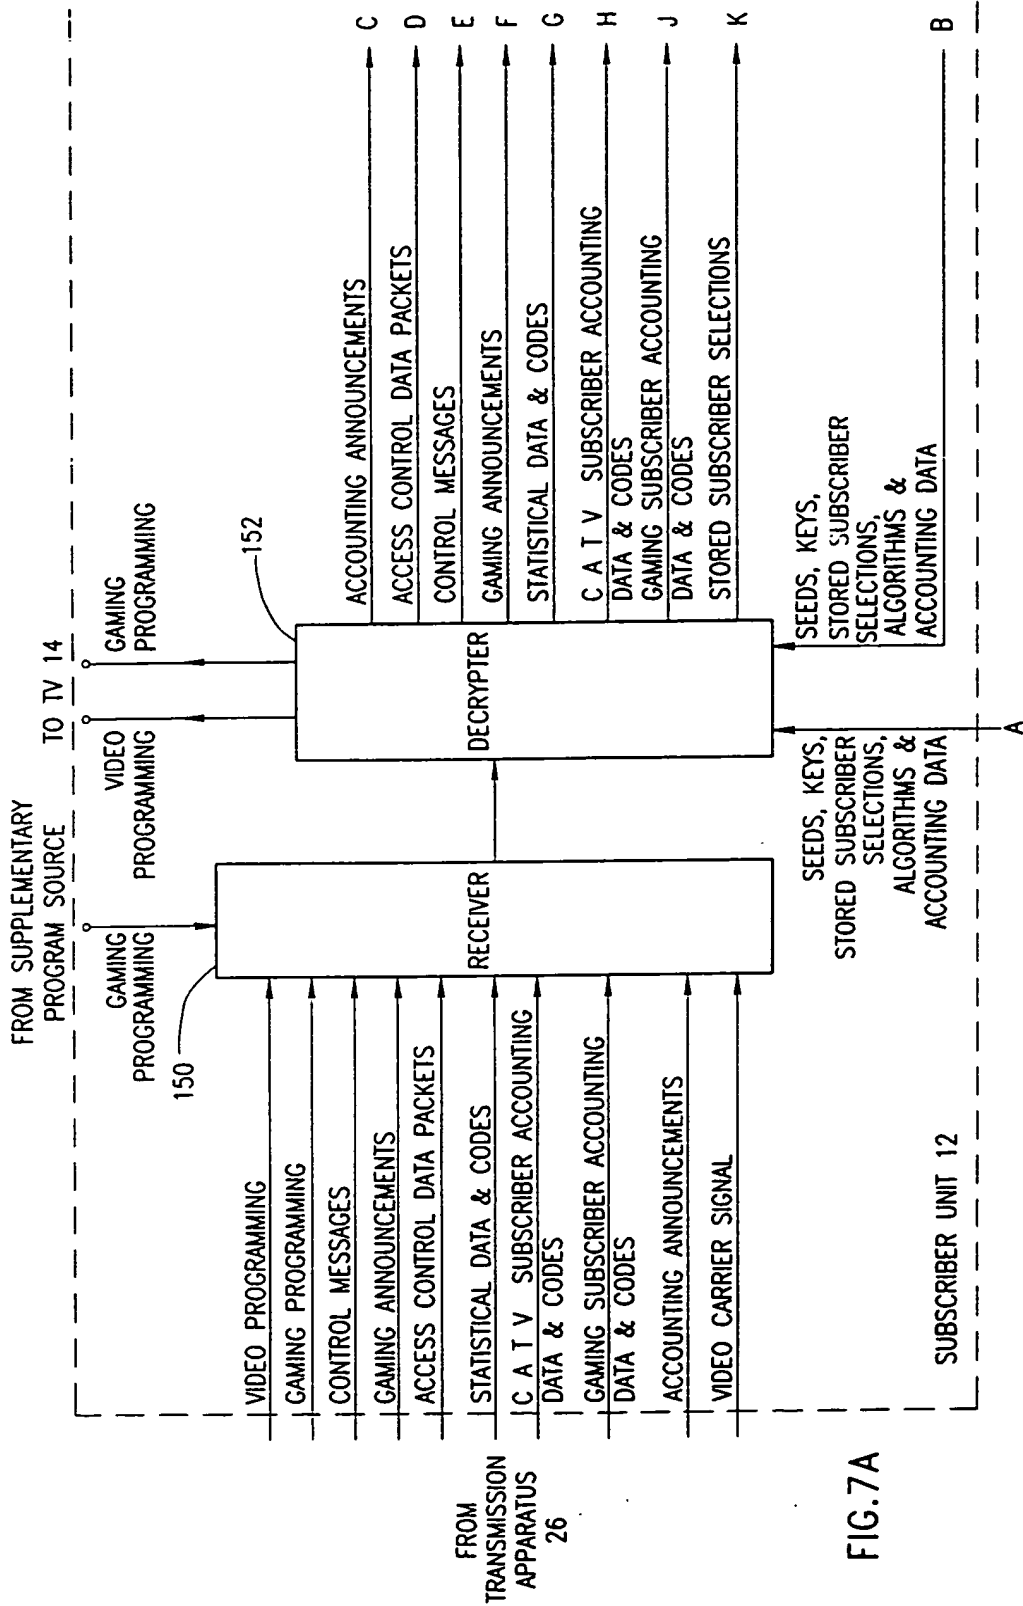 FROM SUPPLEMENTARY
PROGRAM SOURCE
TO TV 14
GAMING
PROGRAMMING
VIDEO
PROGRAMMING
GAMING
PROGRAMMING
150
152
FROM
TRANSMISSION
APPARATUS
26
VIDEO PROGRAMMING
GAMING PROGRAMMING
CONTROL MESSAGES
GAMING ANNOUNCEMENTS
ACCESS CONTROL DATA PACKETS
STATISTICAL DATA & CODES
C A T V SUBSCRIBER ACCOUNTING
DATA & CODES
GAMING SUBSCRIBER ACCOUNTING
DATA & CODES
ACCOUNTING ANNOUNCEMENTS
VIDEO CARRIER SIGNAL
RECEIVER
DECRYPTER
ACCOUNTING ANNOUNCEMENTS
C
ACCESS CONTROL DATA PACKETS
D
CONTROL MESSAGES
E
GAMING ANNOUNCEMENTS
F
STATISTICAL DATA & CODES
G
C A T V SUBSCRIBER ACCOUNTING
DATA & CODES
H
GAMING SUBSCRIBER ACCOUNTING
DATA & CODES
J
STORED SUBSCRIBER SELECTIONS
K
SEEDS, KEYS,
STORED SUBSCRIBER
SELECTIONS,
ALGORITHMS &
ACCOUNTING DATA
A
SEEDS, KEYS,
STORED SUBSCRIBER
SELECTIONS,
ALGORITHMS &
ACCOUNTING DATA
B
SUBSCRIBER UNIT 12
FIG.7A